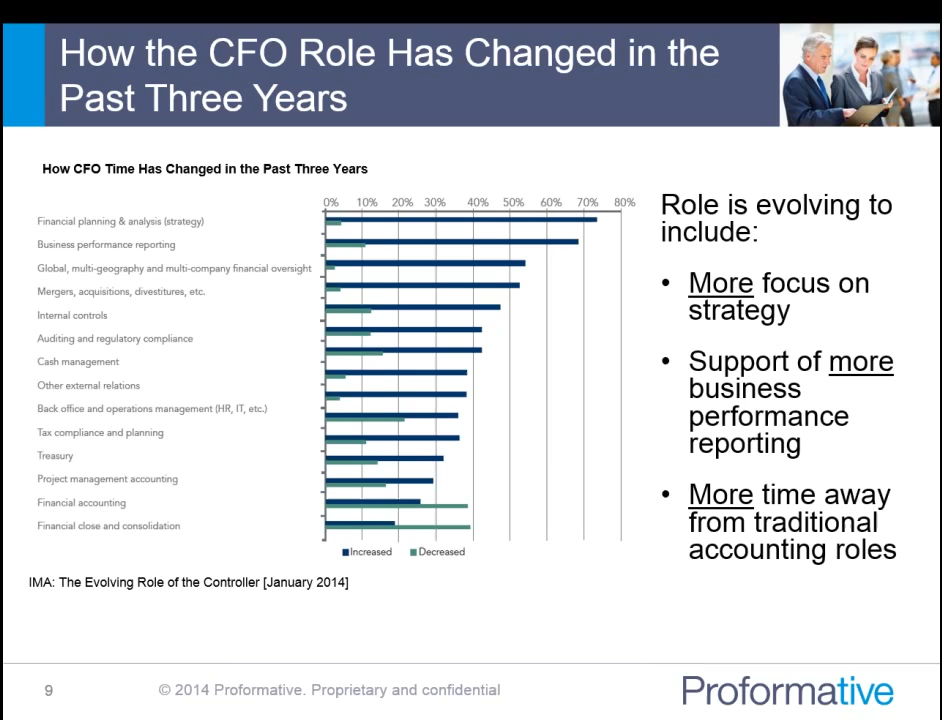 How the CFO Role Has Changed in the
Past Three Years
How CFO Time Has Changed in the Past Three Years
0% 10% 20% 30% 40% 50% 60% 70% 80%
Financial planning & analysis (strategy)
Business performance reporting
Global, multi-geography and multi-company financial oversight
Mergers, acquisitions, divestitures, etc.
Internal controls
Auditing and regulatory compliance
Cash management
Other external relations
Back office and operations management (HR, IT, etc.)
Tax compliance and planning
Treasury
Project management accounting
Financial accounting
Financial close and consolidation
Increased Decreased
IMA: The Evolving Role of the Controller [January 2014]
Role is evolving to
include:
• More focus on
strategy
• Support of more
business
performance
reporting
• More time away
from traditional
accounting roles
9
© 2014 Proformative. Proprietary and confidential
Proformative